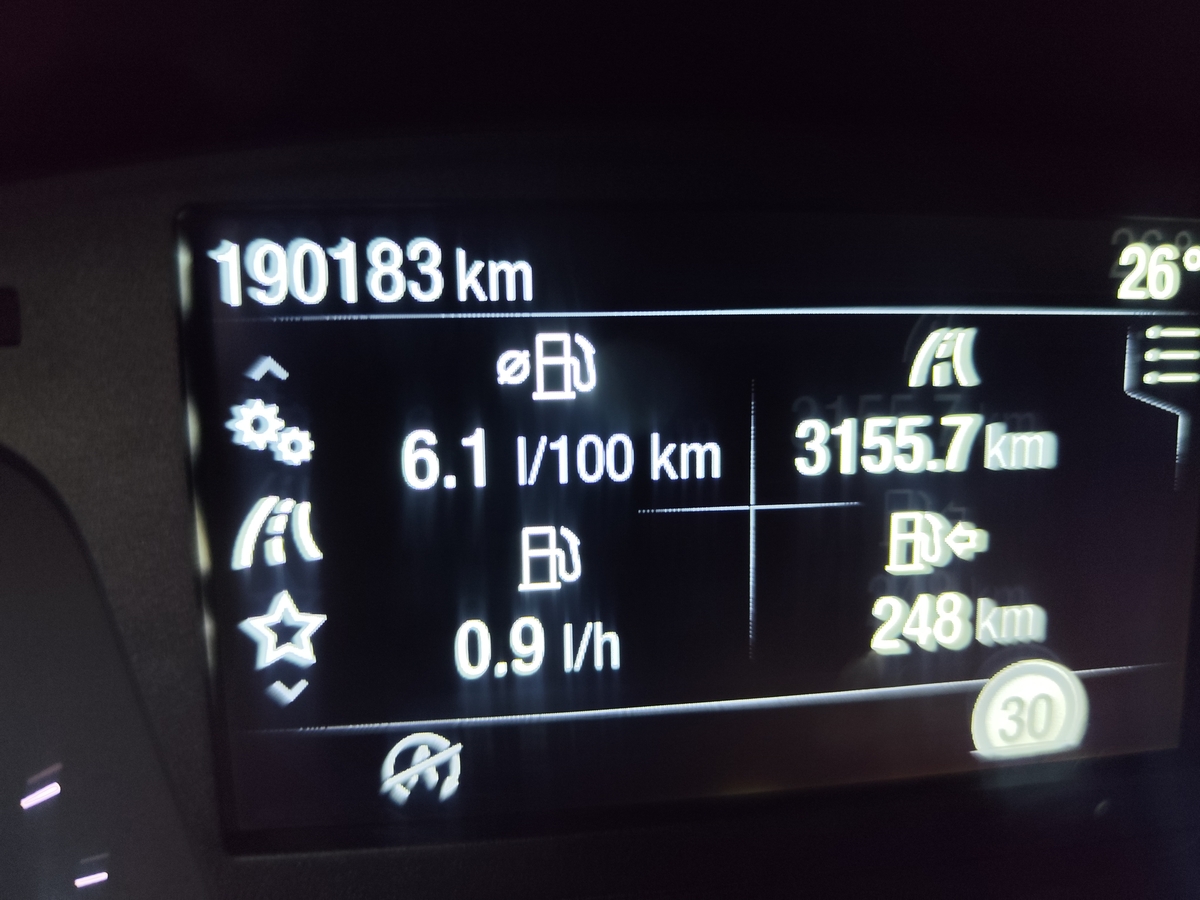 190183 km
26°
ø
6.1 l/100 km
3155.7 km
0.9 l/h
248 km
30
A